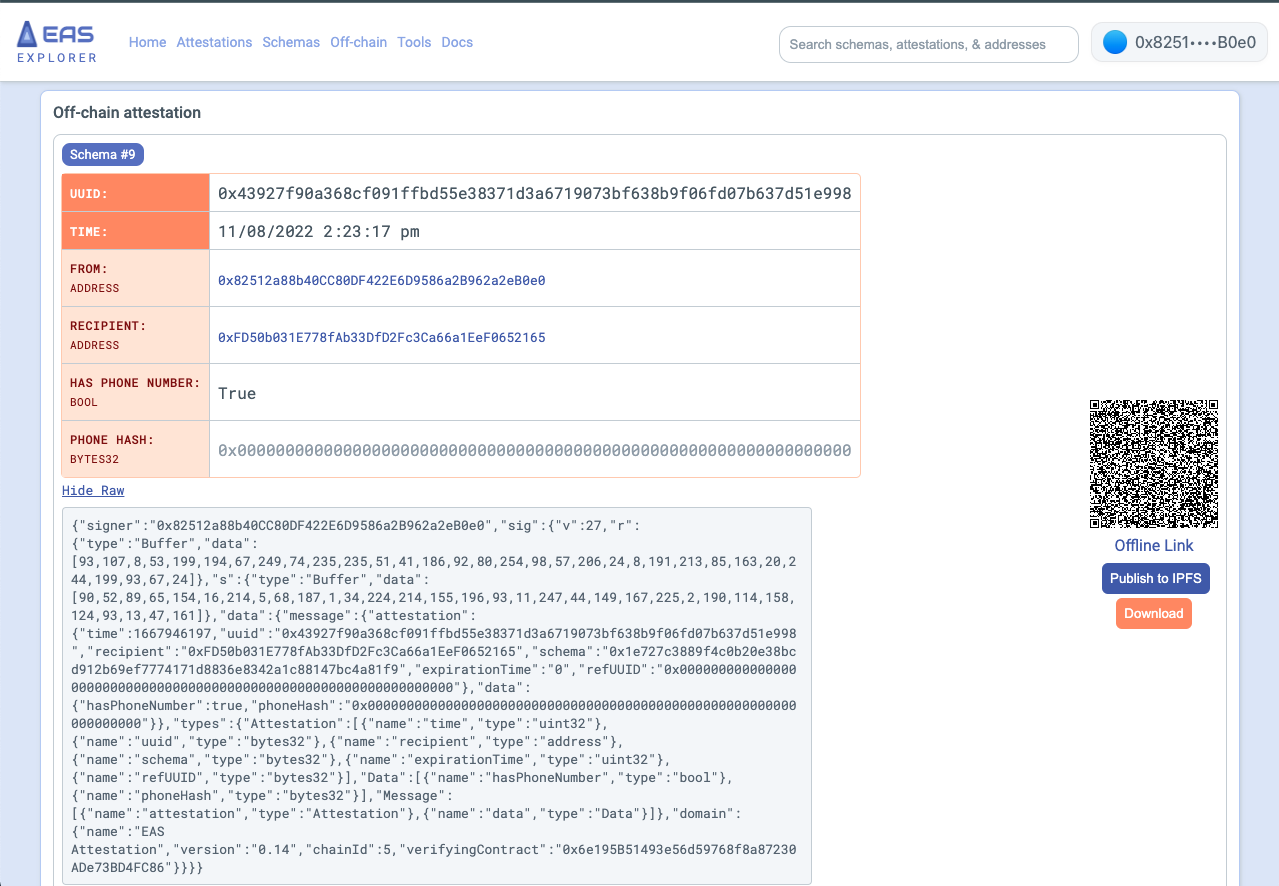 EAS
EXPLORER
Home Attestations Schemas Off-chain Tools Docs
Search schemas, attestations, & addresses
0x8251••••B0e0
Off-chain attestation
Schema #9
UUID:
0x43927f90a368cf091ffbd55e38371d3a6719073bf638b9f06fd07b637d51e998
TIME:
11/08/2022 2:23:17 pm
FROM:
ADDRESS
0x82512a88b40CC80DF422E6D9586a2B962a2eB0e0
RECIPIENT:
ADDRESS
0xFD50b031E778fAb33DfD2Fc3Ca66a1EeF0652165
HAS PHONE NUMBER:
BOOL
True
PHONE HASH:
BYTES32
0x0000000000000000000000000000000000000000000000000000000000000000
Hide Raw
{"signer":"0x82512a88b40CC80DF422E6D9586a2B962a2eB0e0","sig":{"v":27,"r":
{"type":"Buffer","data":
[93,107,8,53,199,194,67,249,74,235,235,51,41,186,92,80,254,98,57,206,24,8,191,213,85,163,20,2
44,199,93,67,24]},"s":{"type":"Buffer","data":
[90,52,89,65,154,16,214,5,68,187,1,34,224,214,155,196,93,11,247,44,149,167,225,2,190,114,158,
124,93,13,47,161]},"data":{"message":{"attestation":
{"time":1667946197,"uuid":"0x43927f90a368cf091ffbd55e38371d3a6719073bf638b9f06fd07b637d51e998
","recipient":"0xFD50b031E778fAb33DfD2Fc3Ca66a1EeF0652165","schema":"0x1e727c3889f4c0b20e38bc
d912b69ef7774171d8836e8342a1c88147bc4a81f9","expirationTime":"0","refUUID":"0x000000000000000
0000000000000000000000000000000000000000000000000"},"data":
{"hasPhoneNumber":true,"phoneHash":"0x0000000000000000000000000000000000000000000000000000000
000000000"}},"types":{"Attestation":[{"name":"time","type":"uint32"},
{"name":"uuid","type":"bytes32"},{"name":"recipient","type":"address"},
{"name":"schema","type":"bytes32"},{"name":"expirationTime","type":"uint32"},
{"name":"refUUID","type":"bytes32"}],"Data":[{"name":"hasPhoneNumber","type":"bool"},
{"name":"phoneHash","type":"bytes32"}],"Message":
[{"name":"attestation","type":"Attestation"},{"name":"data","type":"Data"}]},"domain":
{"name":"EAS
Attestation","version":"0.14","chainId":5,"verifyingContract":"0x6e195B51493e56d59768f8a87230
ADe73BD4FC86"}}}}
Offline Link
Publish to IPFS
Download